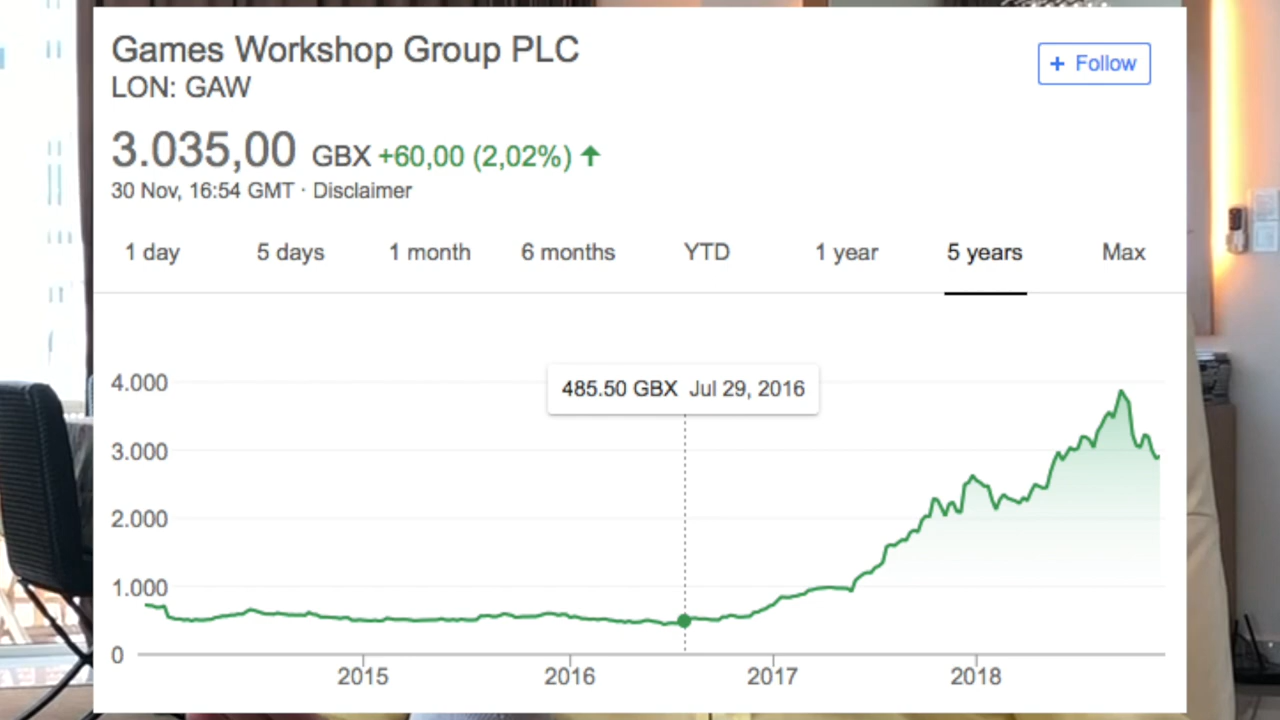 Games Workshop Group PLC
LON: GAW
+ Follow
3.035,00 GBX +60,00 (2,02%)
30 Nov, 16:54 GMT · Disclaimer
1 day 5 days 1 month 6 months YTD 1 year 5 years Max
485.50 GBX Jul 29, 2016
4.000
3.000
2.000
1.000
0
2015 2016 2017 2018